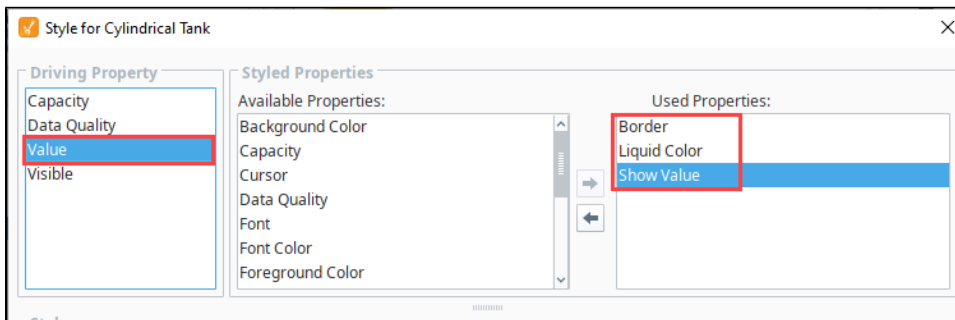 Style for Cylindrical Tank
Driving Property
Capacity
Data Quality
Value
Visible
Styled Properties
Available Properties:
Background Color
Capacity
Cursor
Data Quality
Font
Font Color
Foreground Color
Used Properties:
Border
Liquid Color
Show Value